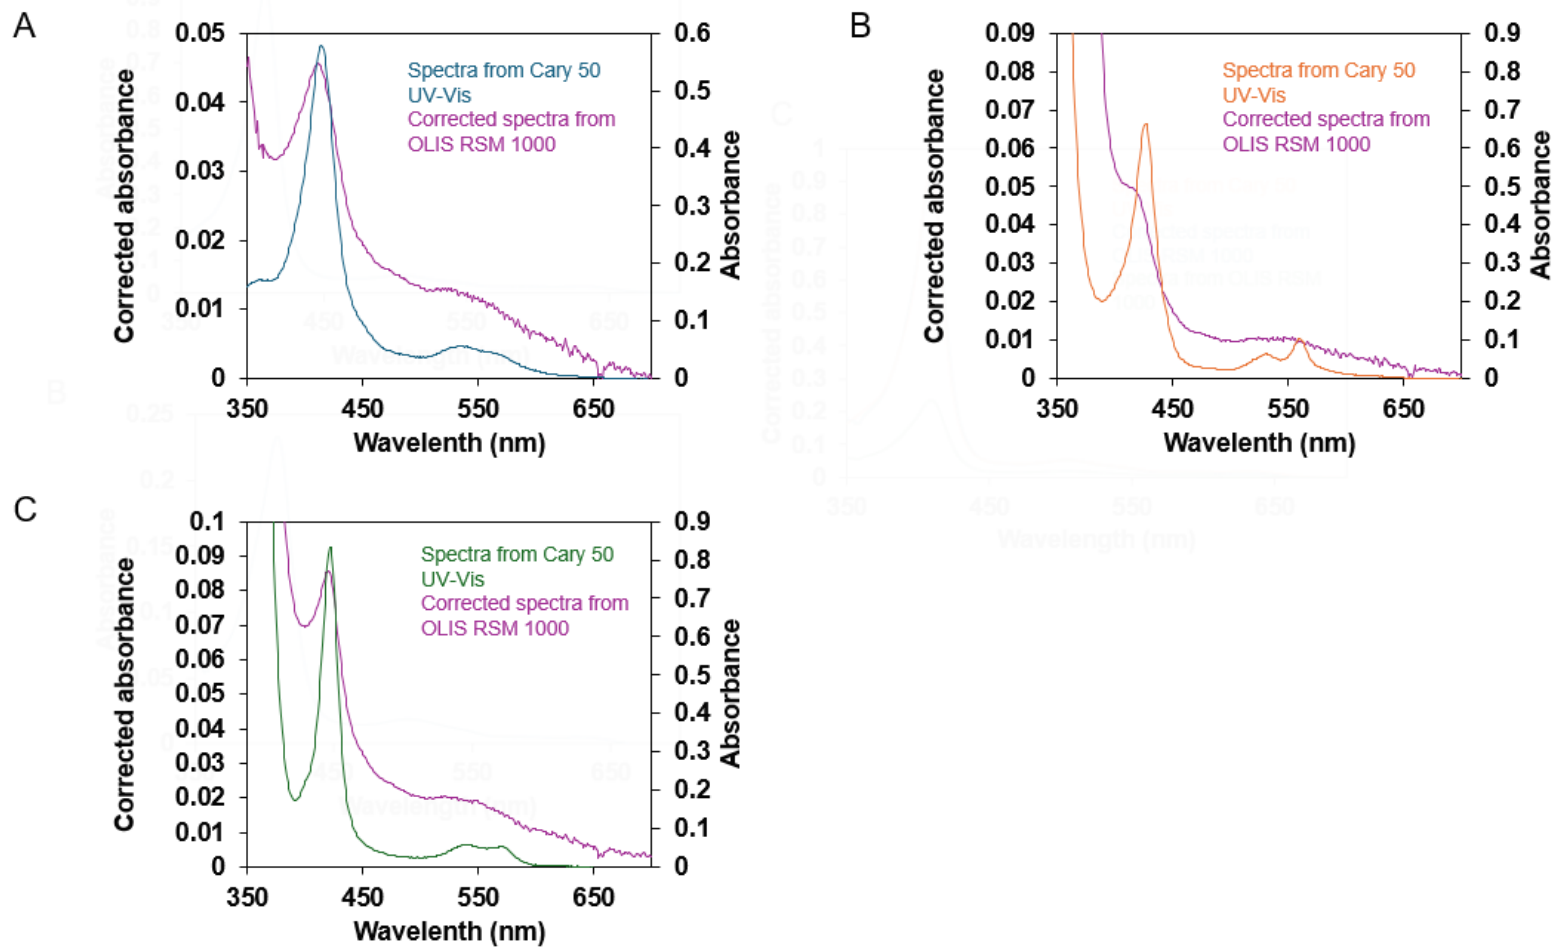 A
0.05
0.04
0.03
0.02
0.01
0
Corrected absorbance
0.6
0.5
0.4
0.3
0.2
0.1
0
Absorbance
Spectra from Cary 50
UV-Vis
Corrected spectra from
OLIS RSM 1000
350
450
550
650
Wavelenth (nm)
B
0.09
0.08
0.07
0.06
0.05
0.04
0.03
0.02
0.01
0
Corrected absorbance
0.9
0.8
0.7
0.6
0.5
0.4
0.3
0.2
0.1
0
Absorbance
Spectra from Cary 50
UV-Vis
Corrected spectra from
OLIS RSM 1000
350
450
550
650
Wavelenth (nm)
C
0.1
0.09
0.08
0.07
0.06
0.05
0.04
0.03
0.02
0.01
0
Corrected absorbance
0.9
0.8
0.7
0.6
0.5
0.4
0.3
0.2
0.1
0
Absorbance
Spectra from Cary 50
UV-Vis
Corrected spectra from
OLIS RSM 1000
350
450
550
650
Wavelenth (nm)